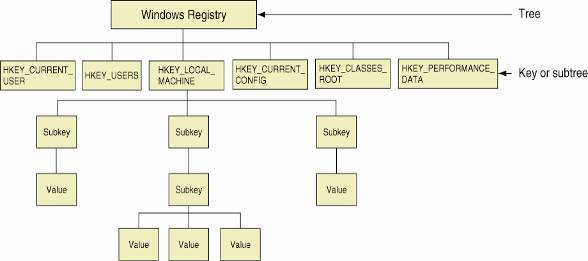 Windows Registry
Tree
HKEY_CURRENT_
USER
HKEY_USERS
HKEY_LOCAL_
MACHINE
HKEY_CURRENT_
CONFIG
HKEY_CLASSES_
ROOT
HKEY_PERFORMANCE_
DATA
Key or subtree
Subkey
Subkey
Subkey
Value
Subkey
Value
Value
Value
Value